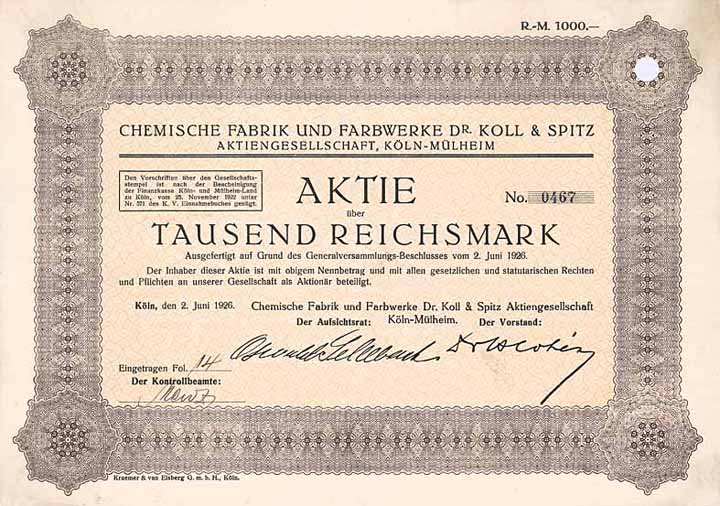 R.-M. 1000.—
CHEMISCHE FABRIK UND FARBWERKE DR. KOLL & SPITZ
AKTIENGESELLSCHAFT, KÖLN-MÜLHEIM
Den Vorschriften über den Gesellschafts-
stempel ist nach der Bescheinigung
der Finanzkasse Köln- und Mülheim-Land
zu Köln, vom 25. November 1922 unter
Nr. 371 des K. V. Einnahmebuches genügt.
AKTIE
No. 0467
über
TAUSEND REICHSMARK
Ausgefertigt auf Grund des Generalversammlungs-Beschlusses vom 2. Juni 1926.
Der Inhaber dieser Aktie ist mit obigem Nennbetrag und mit allen gesetzlichen und statutarischen Rechten
und Pflichten an unserer Gesellschaft als Aktionär beteiligt.
Köln, den 2. Juni 1926. Chemische Fabrik und Farbwerke Dr. Koll & Spitz Aktiengesellschaft
Der Aufsichtsrat: Köln-Mülheim. Der Vorstand:
Eingetragen Fol. 14
Der Kontrollbeamte:
Kraemer & van Elsberg G. m. b. H., Köln.